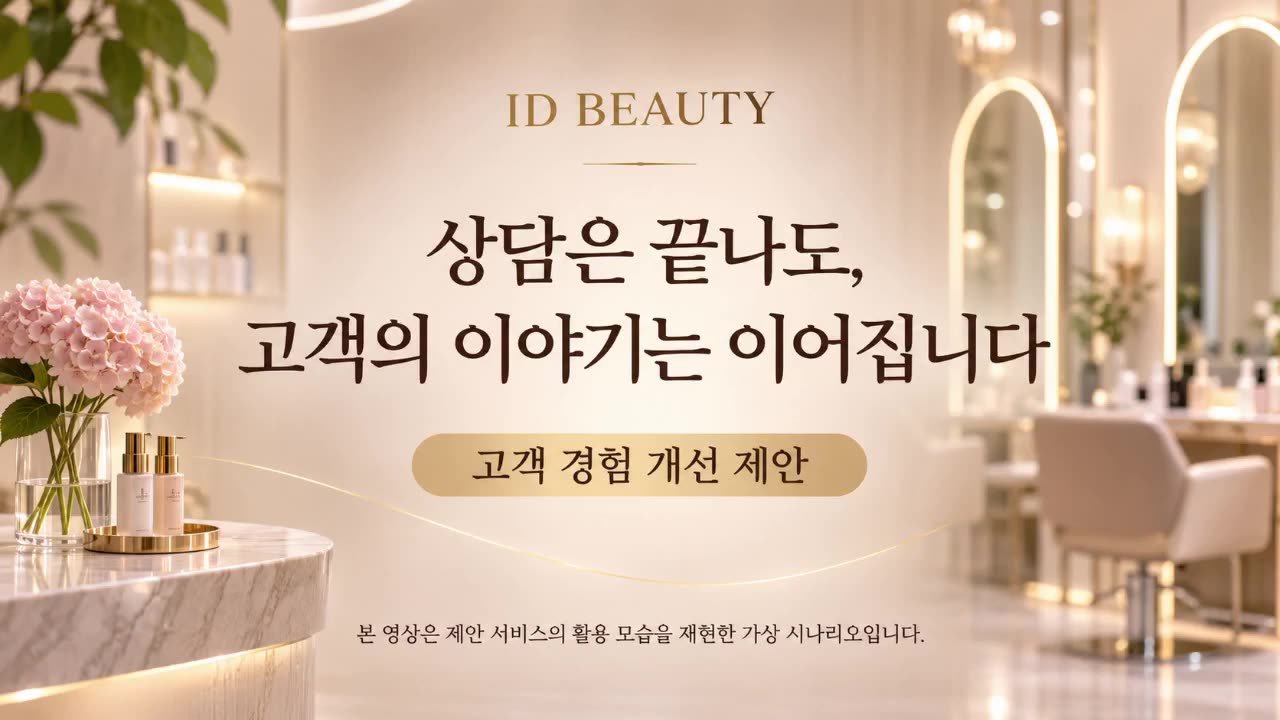 ID BEAUTY
상담은 끝나도,
고객의 이야기는 이어집니다
고객 경험 개선 제안
본 영상은 제안 서비스의 활용 모습을 재현한 가상 시나리오입니다.